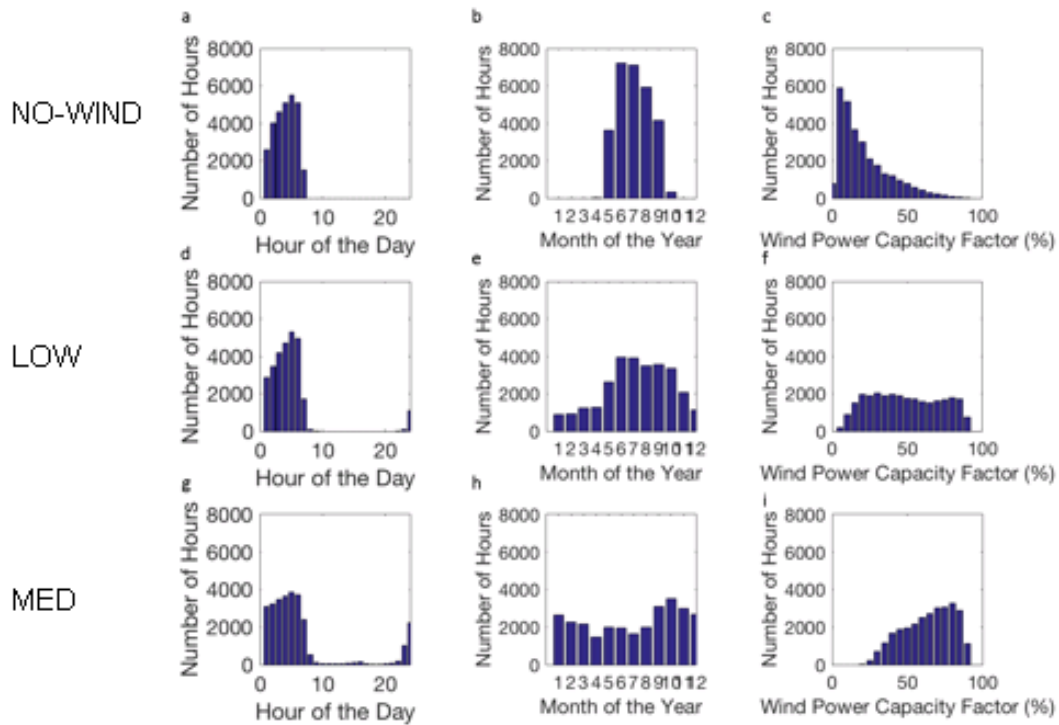 a b c
NO-WIND
Number of Hours
8000
6000
4000
2000
0
0 10 20
Hour of the Day
Number of Hours
8000
6000
4000
2000
0
1 2 3 4 5 6 7 8 9 10 11 12
Month of the Year
Number of Hours
8000
6000
4000
2000
0
0 50 100
Wind Power Capacity Factor (%)
d e f
LOW
Number of Hours
8000
6000
4000
2000
0
0 10 20
Hour of the Day
Number of Hours
8000
6000
4000
2000
0
1 2 3 4 5 6 7 8 9 10 11 12
Month of the Year
Number of Hours
8000
6000
4000
2000
0
0 50 100
Wind Power Capacity Factor (%)
g h i
MED
Number of Hours
8000
6000
4000
2000
0
0 10 20
Hour of the Day
Number of Hours
8000
6000
4000
2000
0
1 2 3 4 5 6 7 8 9 10 11 12
Month of the Year
Number of Hours
8000
6000
4000
2000
0
0 50 100
Wind Power Capacity Factor (%)